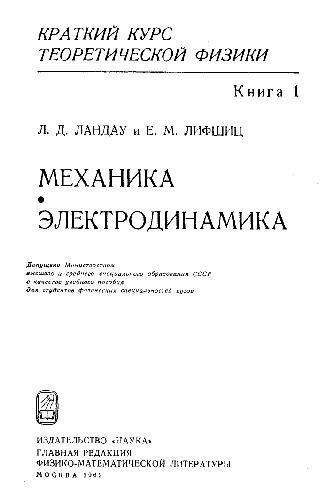 КРАТКИЙ КУРС
ТЕОРЕТИЧЕСКОЙ ФИЗИКИ
Книга 1
Л. Д. ЛАНДАУ и Е. М. ЛИФШИЦ
МЕХАНИКА
•
ЭЛЕКТРОДИНАМИКА
Допущено Министерством
высшего и среднего специального образования СССР
в качестве учебного пособия
для студентов физических специальностей вузов
ИЗДАТЕЛЬСТВО «НАУКА»
ГЛАВНАЯ РЕДАКЦИЯ
ФИЗИКО-МАТЕМАТИЧЕСКОЙ ЛИТЕРАТУРЫ
МОСКВА